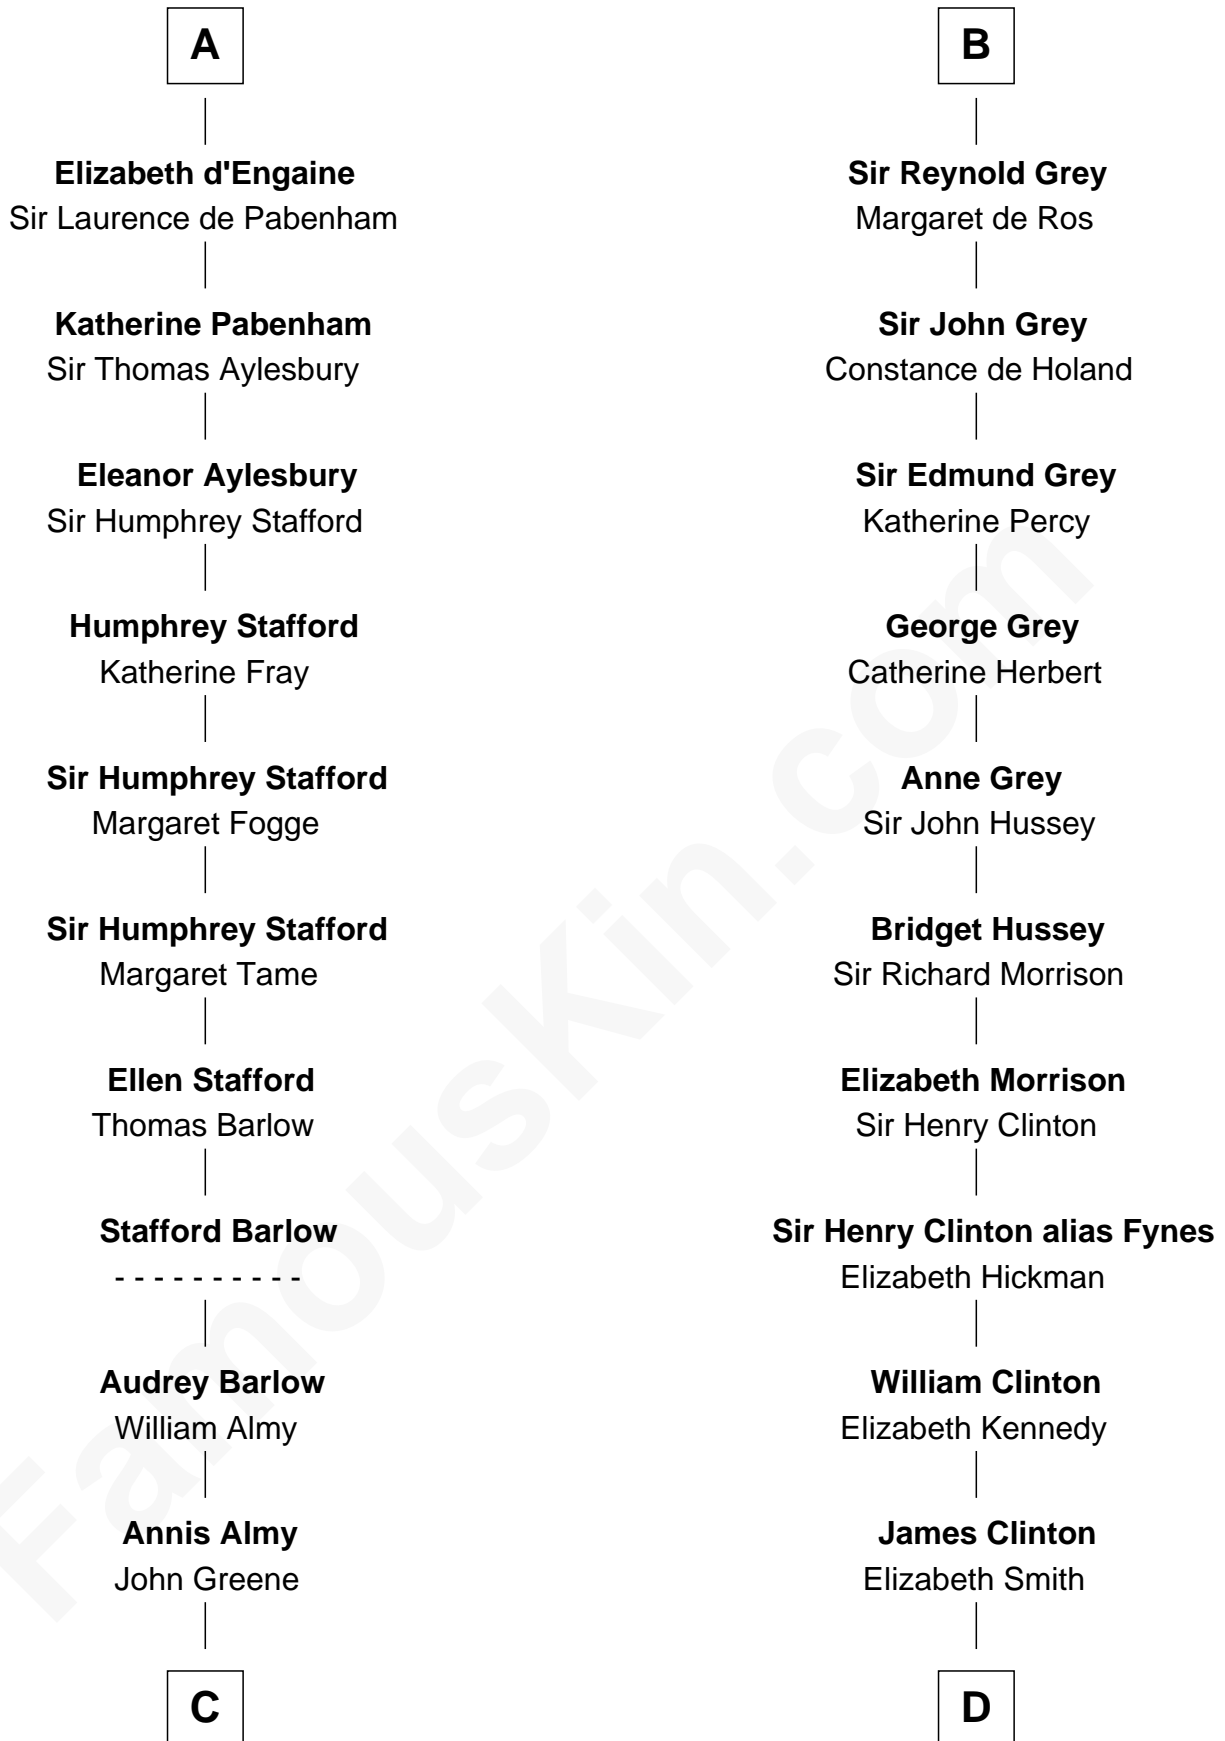 A
Elizabeth d'Engaine
Sir Laurence de Pabenham
Katherine Pabenham
Sir Thomas Aylesbury
Eleanor Aylesbury
Sir Humphrey Stafford
Humphrey Stafford
Katherine Fray
Sir Humphrey Stafford
Margaret Fogge
Sir Humphrey Stafford
Margaret Tame
Ellen Stafford
Thomas Barlow
Stafford Barlow
- - - - - - - - - -
Audrey Barlow
William Almy
Annis Almy
John Greene
C
B
Sir Reynold Grey
Margaret de Ros
Sir John Grey
Constance de Holand
Sir Edmund Grey
Katherine Percy
George Grey
Catherine Herbert
Anne Grey
Sir John Hussey
Bridget Hussey
Sir Richard Morrison
Elizabeth Morrison
Sir Henry Clinton
Sir Henry Clinton alias Fynes
Elizabeth Hickman
William Clinton
Elizabeth Kennedy
James Clinton
Elizabeth Smith
D
FamousKin.com